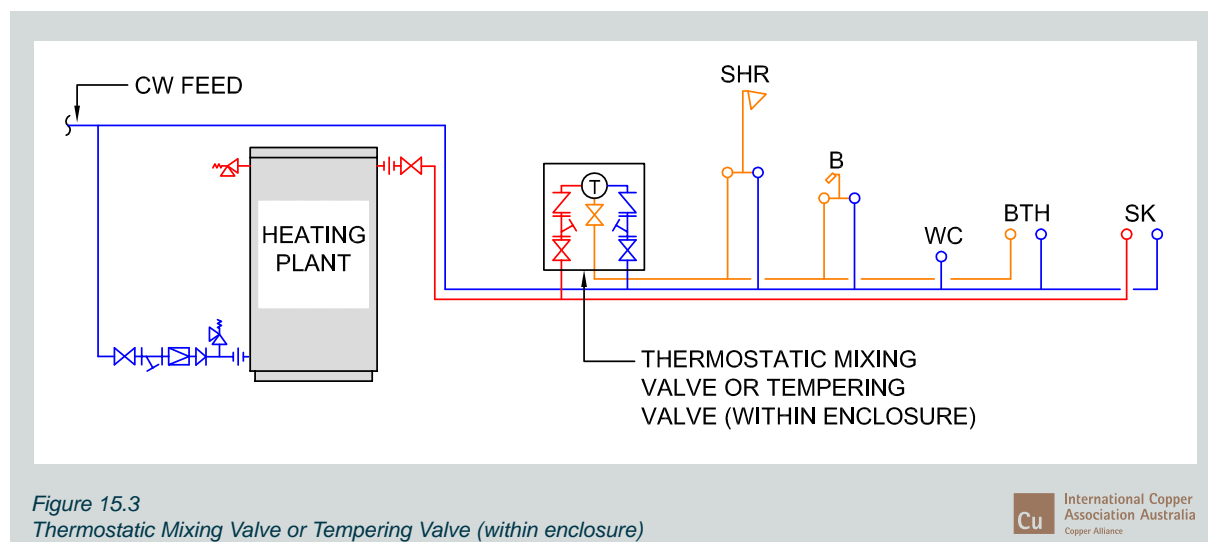 CW FEED
SHR
HEATING
PLANT
T
B
WC
BTH
SK
THERMOSTATIC MIXING
VALVE OR TEMPERING
VALVE (WITHIN ENCLOSURE)
Figure 15.3
Thermostatic Mixing Valve or Tempering Valve (within enclosure)
Cu
International Copper
Association Australia
Copper Alliance